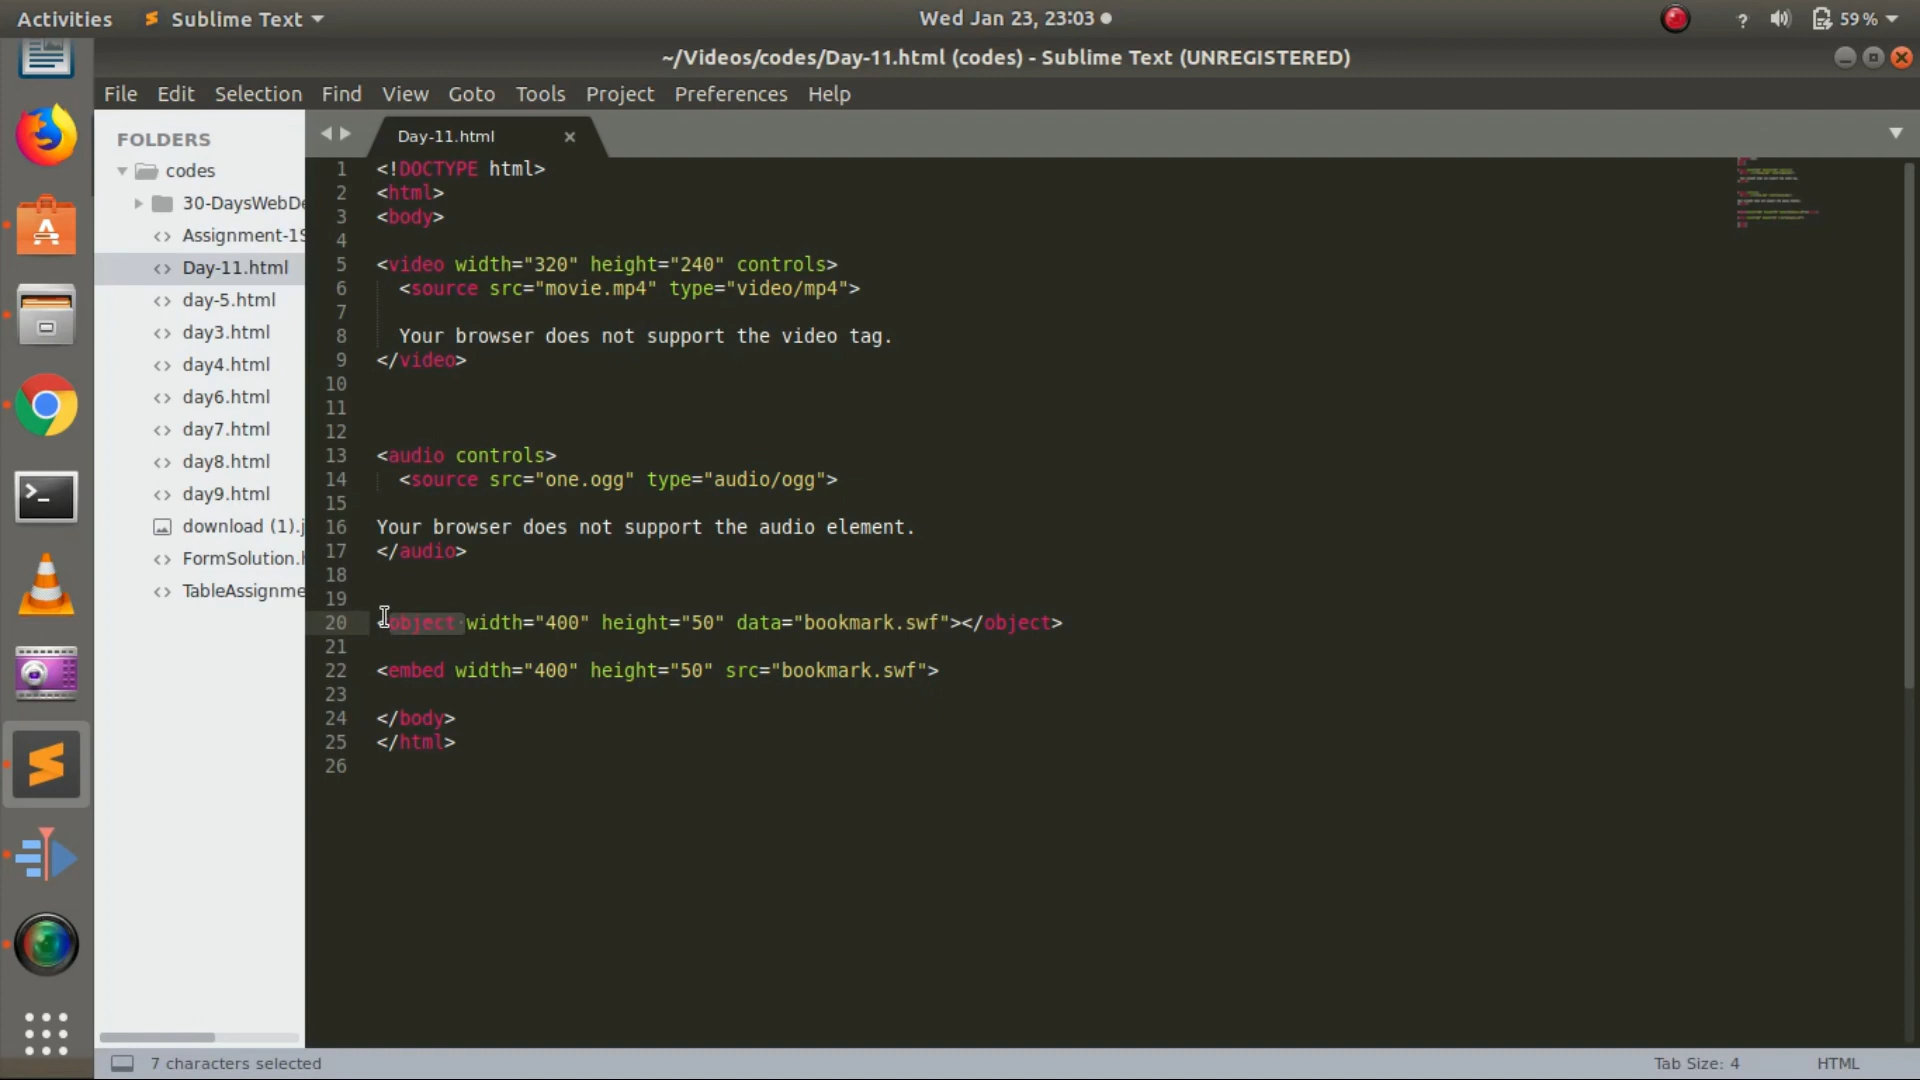 Activities Sublime Text Wed Jan 23, 23:03 ? 59 %
~/Videos/codes/Day-11.html (codes) - Sublime Text (UNREGISTERED)
File Edit Selection Find View Goto Tools Project Preferences Help
FOLDERS
codes
30-DaysWebDe
Assignment-1S
Day-11.html
day-5.html
day3.html
day4.html
day6.html
day7.html
day8.html
day9.html
download (1).j
FormSolution.h
TableAssignme
Day-11.html ×
1 <!DOCTYPE html>
2 <html>
3 <body>
4
5 <video width="320" height="240" controls>
6 <source src="movie.mp4" type="video/mp4">
7
8 Your browser does not support the video tag.
9 </video>
10
11
12
13 <audio controls>
14 <source src="one.ogg" type="audio/ogg">
15
16 Your browser does not support the audio element.
17 </audio>
18
19
20 <object width="400" height="50" data="bookmark.swf"></object>
21
22 <embed width="400" height="50" src="bookmark.swf">
23
24 </body>
25 </html>
26
7 characters selected Tab Size: 4 HTML